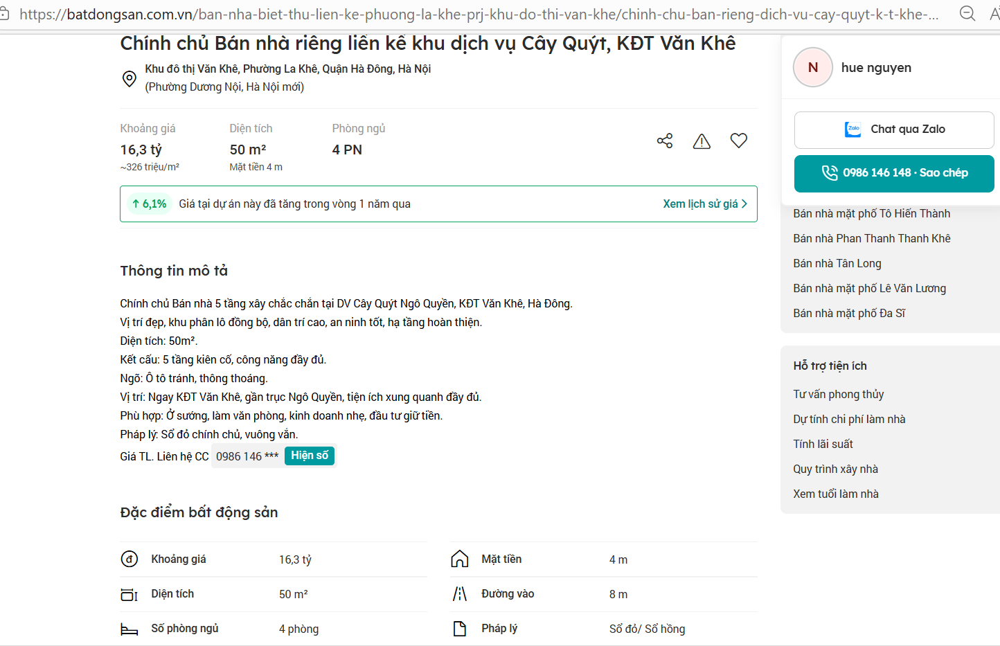 https://batdongsan.com.vn/ban-nha-biet-thu-lien-ke-phuong-la-khe-prj-khu-do-thi-van-khe/chinh-chu-ban-rieng-dich-vu-cay-quyt-k-t-khe-...
Chính chủ Bán nhà riêng liền kề khu dịch vụ Cây Quýt, KĐT Văn Khê
Khu đô thị Văn Khê, Phường La Khê, Quận Hà Đông, Hà Nội
(Phường Dương Nội, Hà Nội mới)
Khoảng giá Diện tích Phòng ngủ
16,3 tỷ 50 m² 4 PN
~326 triệu/m² Mặt tiền 4 m
6,1% Giá tại dự án này đã tăng trong vòng 1 năm qua Xem lịch sử giá
Thông tin mô tả
Chính chủ Bán nhà 5 tầng xây chắc chắn tại DV Cây Quýt Ngô Quyền, KĐT Văn Khê, Hà Đông.
Vị trí đẹp, khu phân lô đồng bộ, dân trí cao, an ninh tốt, hạ tầng hoàn thiện.
Diện tích: 50m².
Kết cấu: 5 tầng kiên cố, công năng đầy đủ.
Ngõ: Ô tô tránh, thông thoáng.
Vị trí: Ngay KĐT Văn Khê, gần trục Ngô Quyền, tiện ích xung quanh đầy đủ.
Phù hợp: Ở sướng, làm văn phòng, kinh doanh nhẹ, đầu tư giữ tiền.
Pháp lý: Sổ đỏ chính chủ, vuông vắn.
Giá TL. Liên hệ CC 0986 146 *** Hiện số
Đặc điểm bất động sản
Khoảng giá 16,3 tỷ Mặt tiền 4 m
Diện tích 50 m² Đường vào 8 m
Số phòng ngủ 4 phòng Pháp lý Sổ đỏ/ Sổ hồng
N hue nguyen
Zalo Chat qua Zalo
0986 146 148 · Sao chép
Bán nhà mặt phố Tô Hiến Thành
Bán nhà Phan Thanh Thanh Khê
Bán nhà Tân Long
Bán nhà mặt phố Lê Văn Lương
Bán nhà mặt phố Đa Sĩ
Hỗ trợ tiện ích
Tư vấn phong thủy
Dự tính chi phí làm nhà
Tính lãi suất
Quy trình xây nhà
Xem tuổi làm nhà